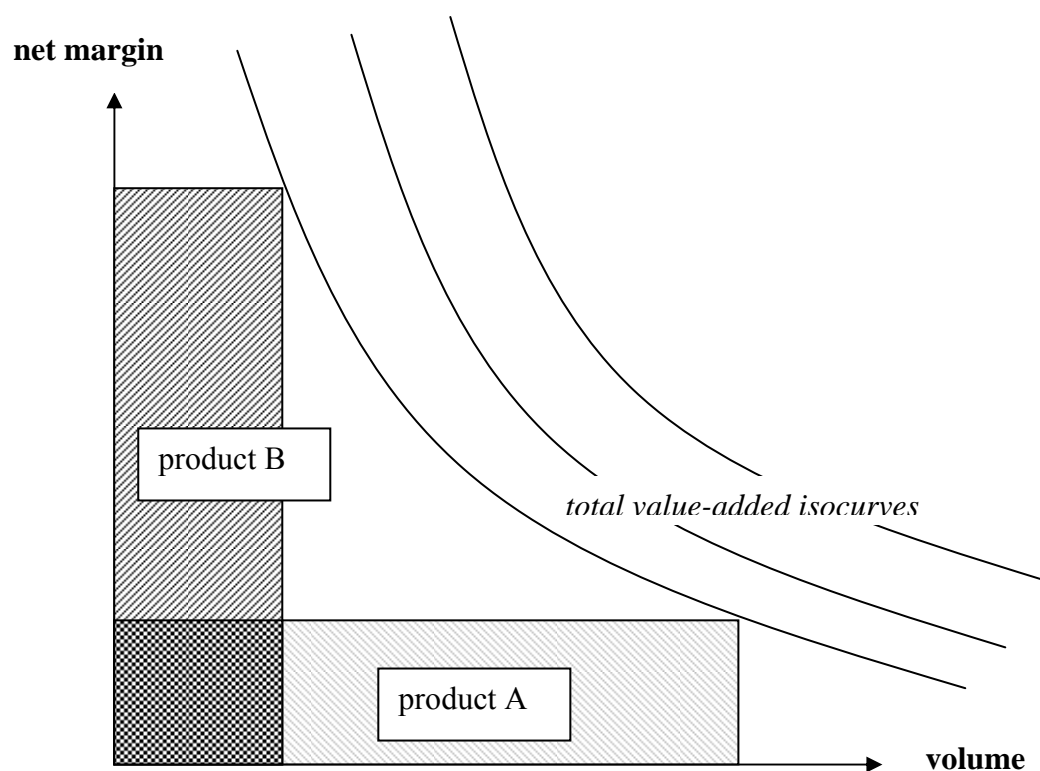 net margin
product B
total value-added isocurves
product A
volume